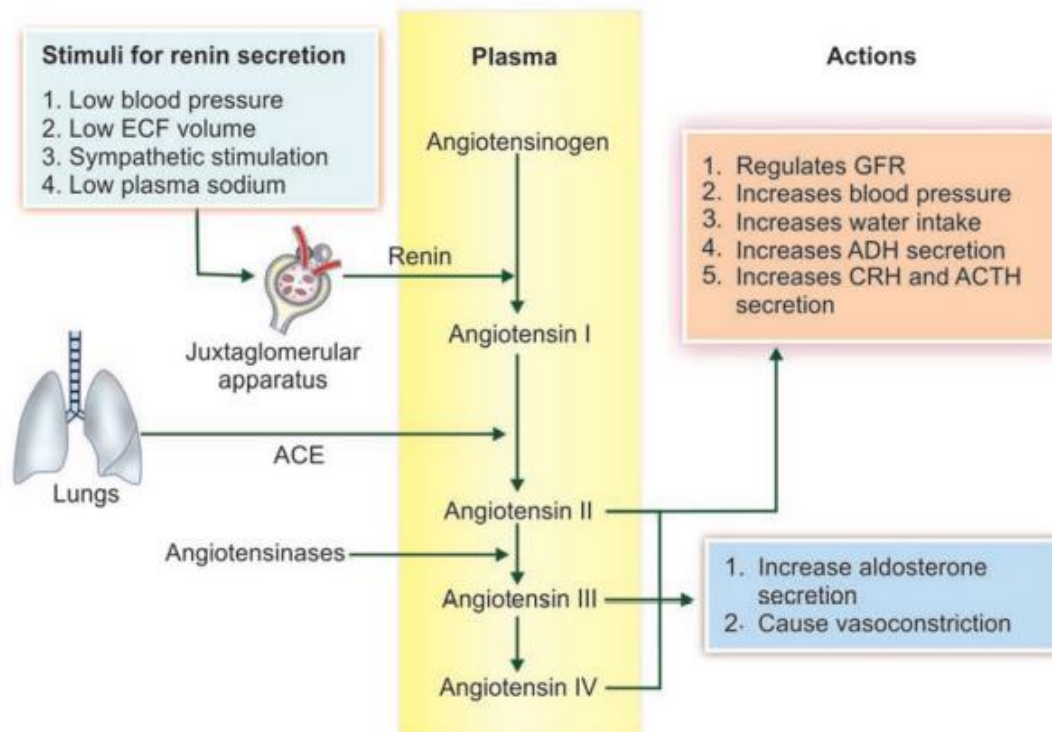 Stimuli for renin secretion
1. Low blood pressure
2. Low ECF volume
3. Sympathetic stimulation
4. Low plasma sodium
Plasma
Actions
Angiotensinogen
Renin
Juxtaglomerular
apparatus
Angiotensin I
1. Regulates GFR
2. Increases blood pressure
3. Increases water intake
4. Increases ADH secretion
5. Increases CRH and ACTH
secretion
Lungs
ACE
Angiotensin II
Angiotensinases
Angiotensin III
1. Increase aldosterone
secretion
2. Cause vasoconstriction
Angiotensin IV